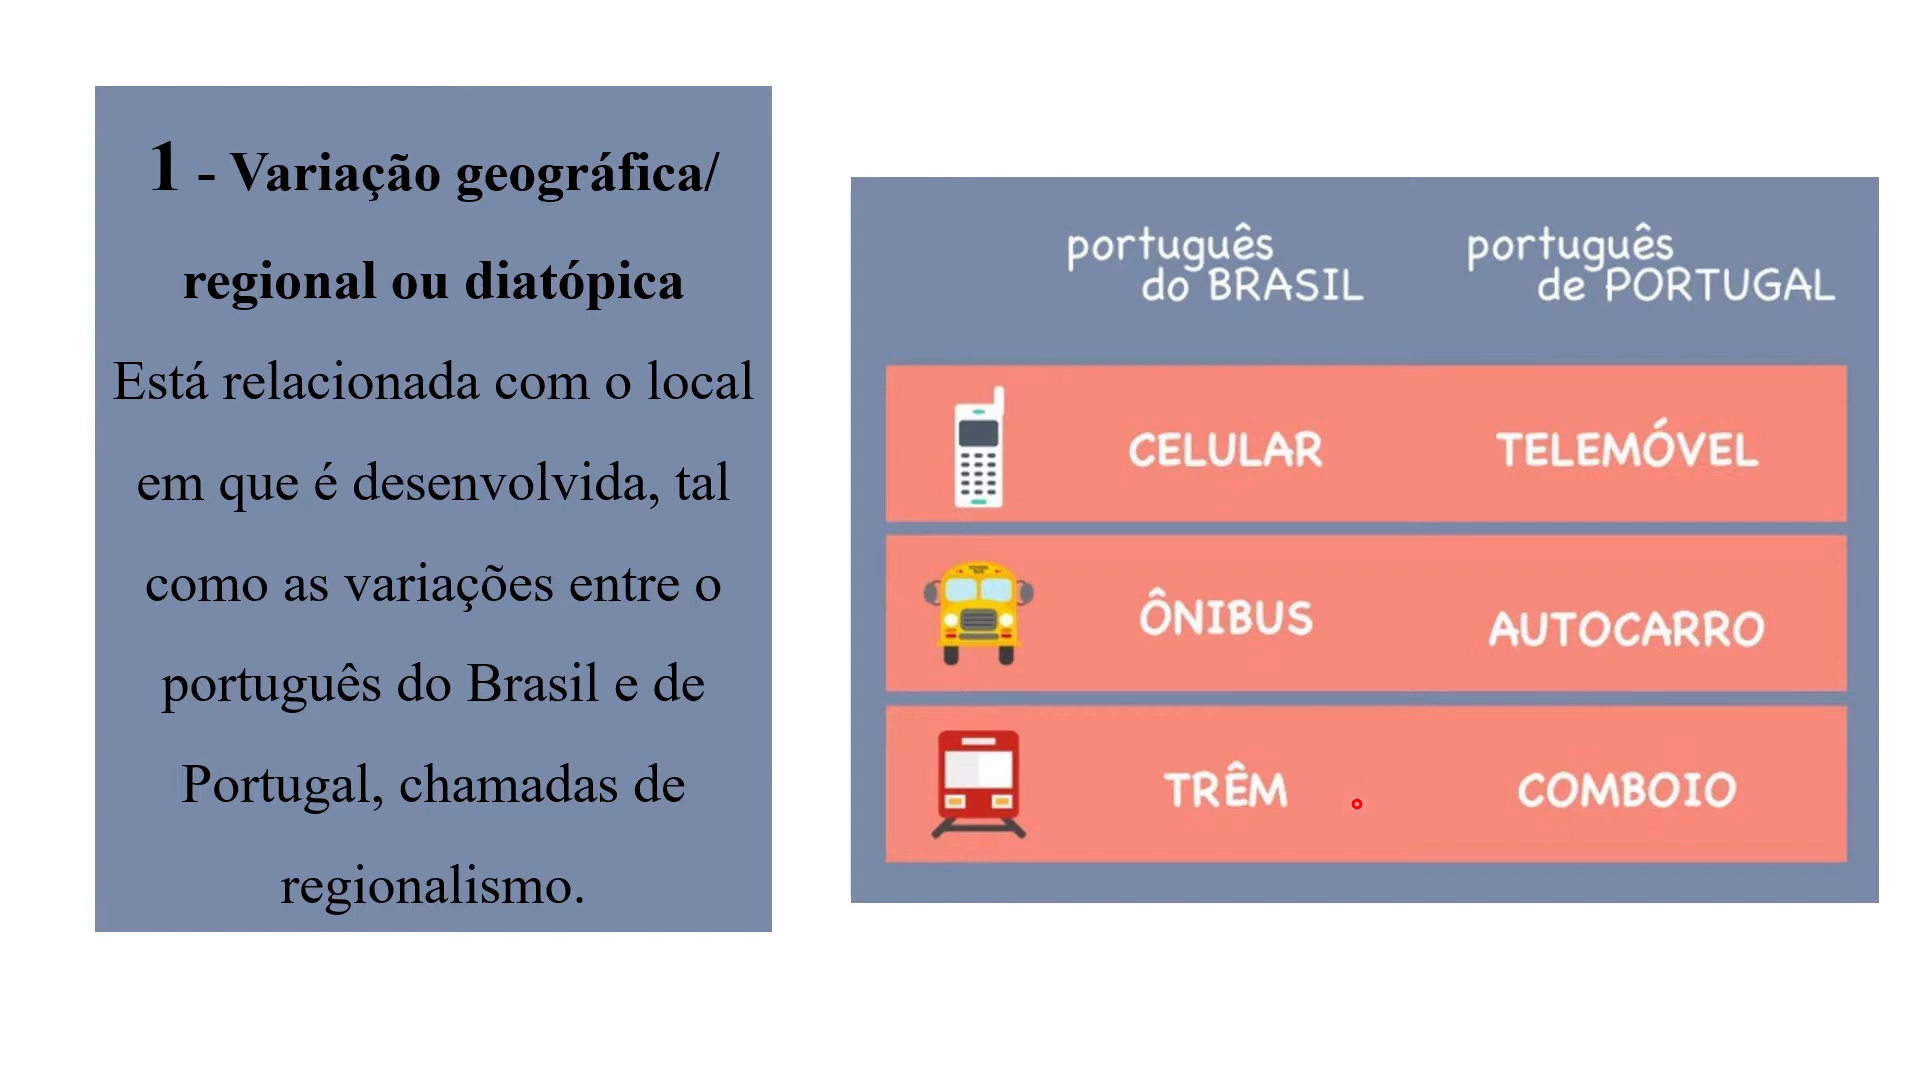 1 - Variação geográfica/
regional ou diatópica
Está relacionada com o local
em que é desenvolvida, tal
como as variações entre o
português do Brasil e de
Portugal, chamadas de
regionalismo.
português
do BRASIL
português
de PORTUGAL
CELULAR
TELEMÓVEL
ÔNIBUS
AUTOCARRO
TRÊM
COMBOIO